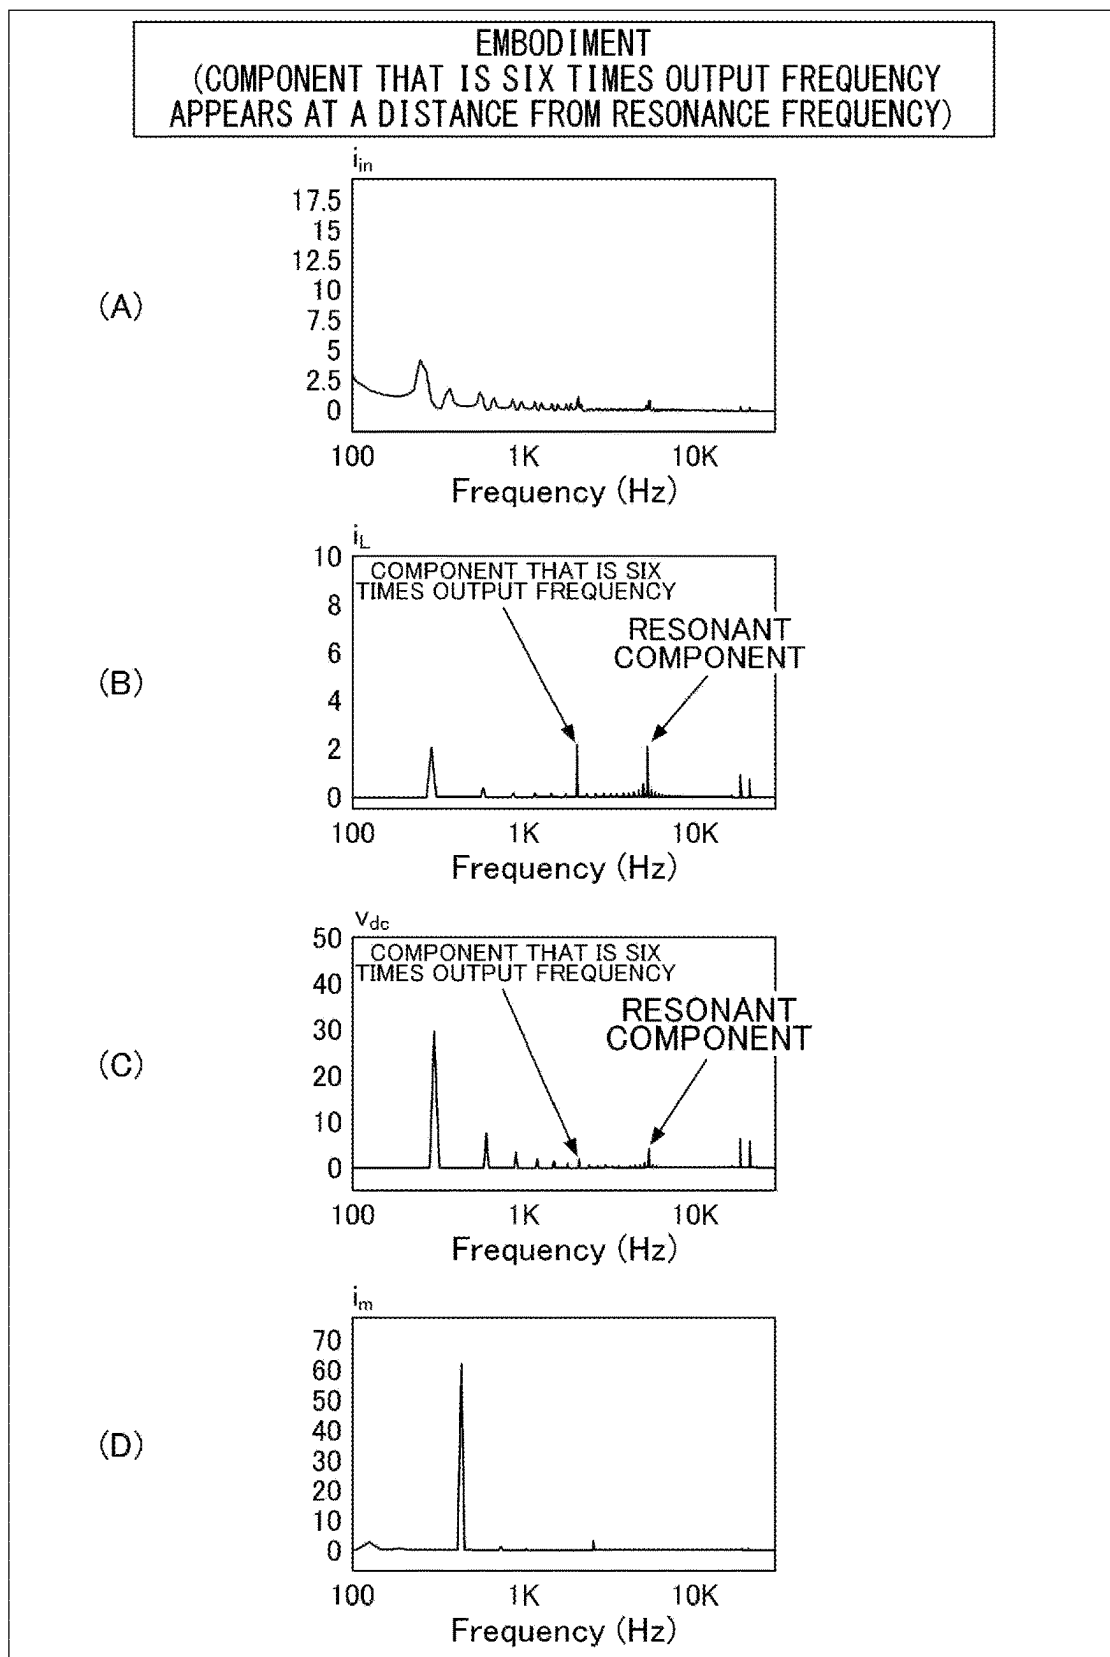 EMBODIMENT
(COMPONENT THAT IS SIX TIMES OUTPUT FREQUENCY
APPEARS AT A DISTANCE FROM RESONANCE FREQUENCY)
(A)
i_in
17.5
15
12.5
10
7.5
5
2.5
0
100 1K 10K
Frequency (Hz)
(B)
i_L
10
8
6
4
2
0
COMPONENT THAT IS SIX
TIMES OUTPUT FREQUENCY
RESONANT
COMPONENT
100 1K 10K
Frequency (Hz)
(C)
v_dc
50
40
30
20
10
0
COMPONENT THAT IS SIX
TIMES OUTPUT FREQUENCY
RESONANT
COMPONENT
100 1K 10K
Frequency (Hz)
(D)
i_m
70
60
50
40
30
20
10
0
100 1K 10K
Frequency (Hz)